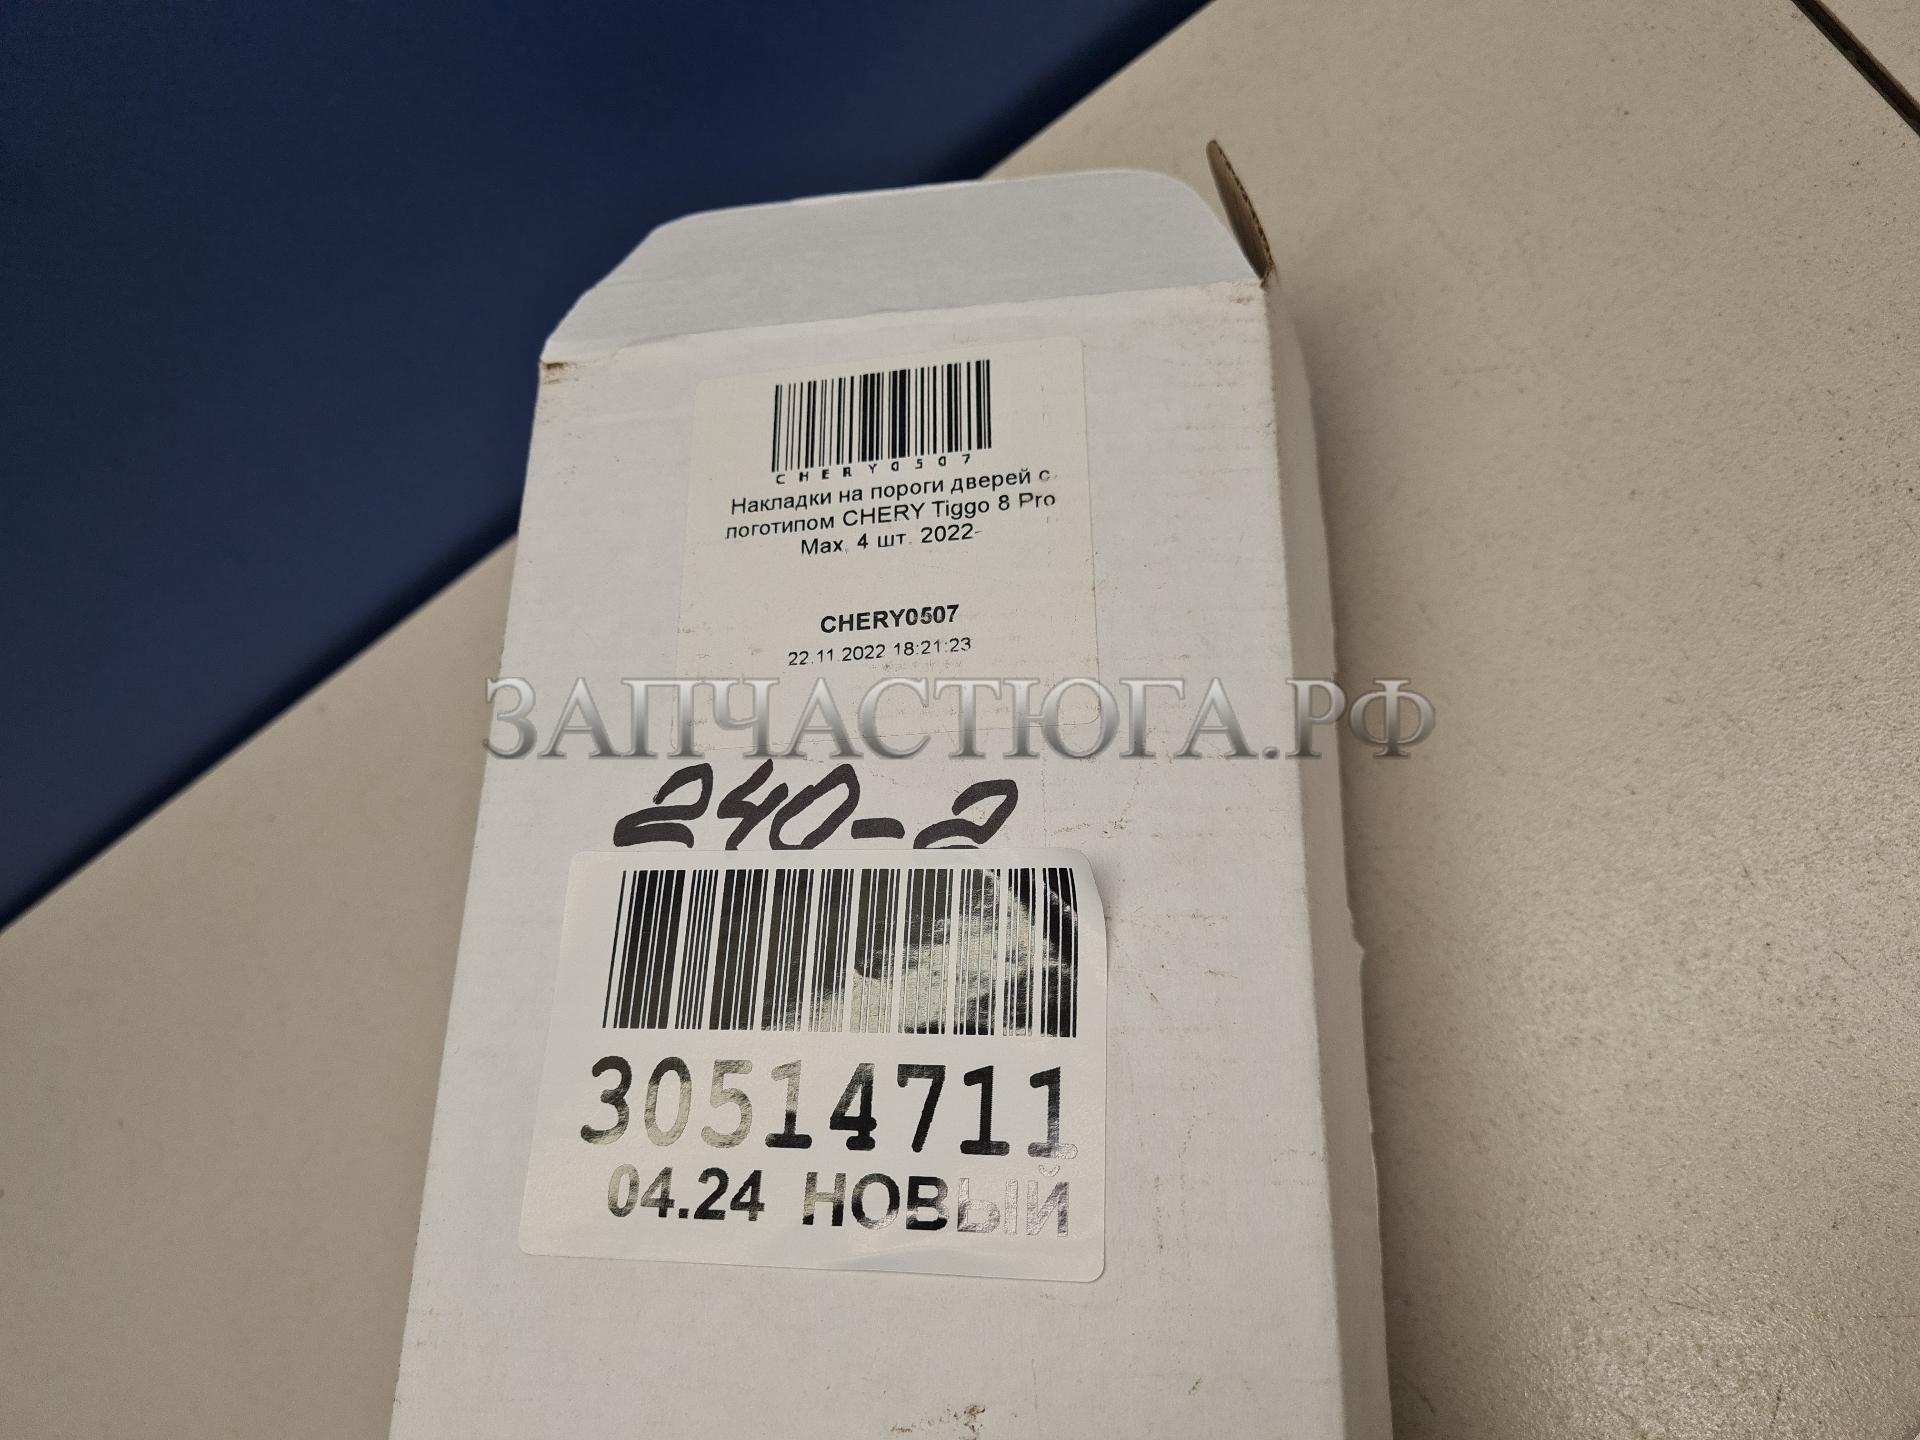 CHERY0507
Накладки на пороги дверей с
логотипом CHERY Tiggo 8 Pro
Max, 4 шт. 2022-
CHERY0507
22.11.2022 18:21:23
ЗАПЧАСТЮГА.РФ
240-2
30514711
04.24 НОВЫЙ